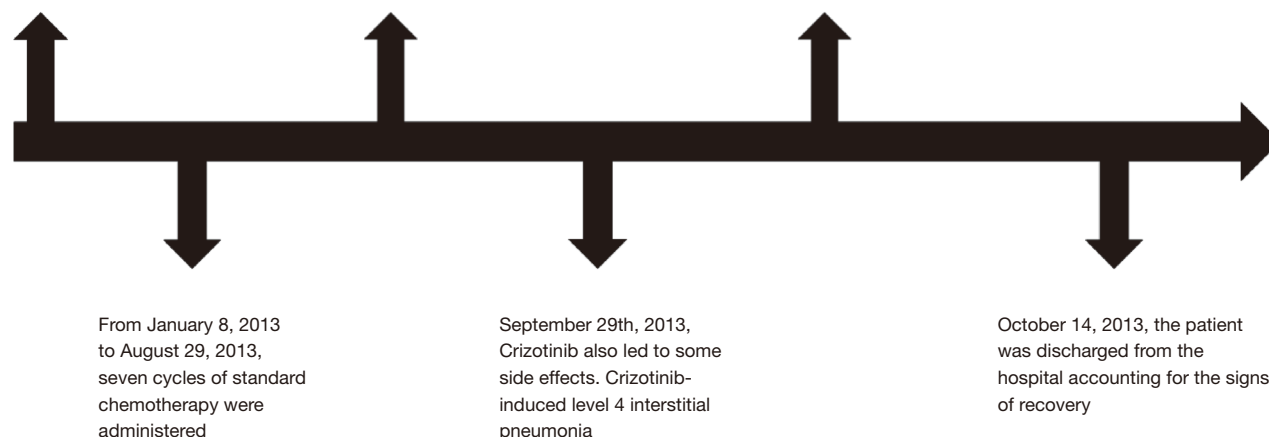 From January 8, 2013
to August 29, 2013,
seven cycles of standard
chemotherapy were
administered
September 29th, 2013,
Crizotinib also led to some
side effects. Crizotinib-
induced level 4 interstitial
pneumonia
October 14, 2013, the patient
was discharged from the
hospital accounting for the signs
of recovery